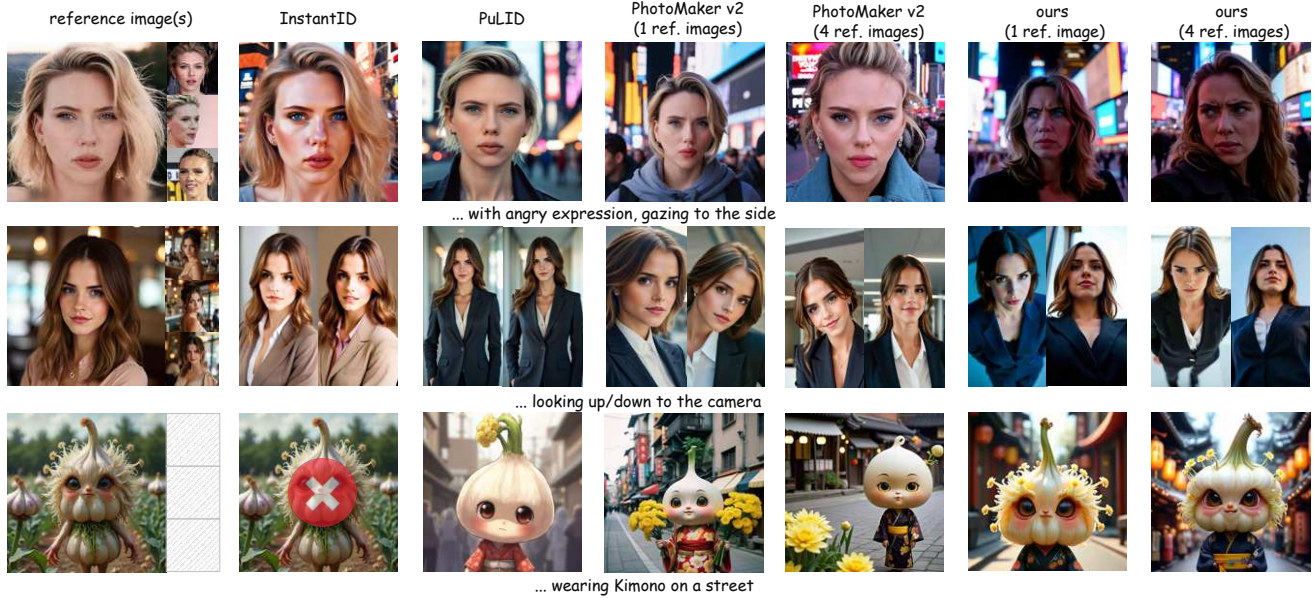 reference image(s)
InstantID
PuLID
PhotoMaker v2
(1 ref. images)
PhotoMaker v2
(4 ref. images)
ours
(1 ref. image)
ours
(4 ref. images)
... with angry expression, gazing to the side
... looking up/down to the camera
... wearing Kimono on a street